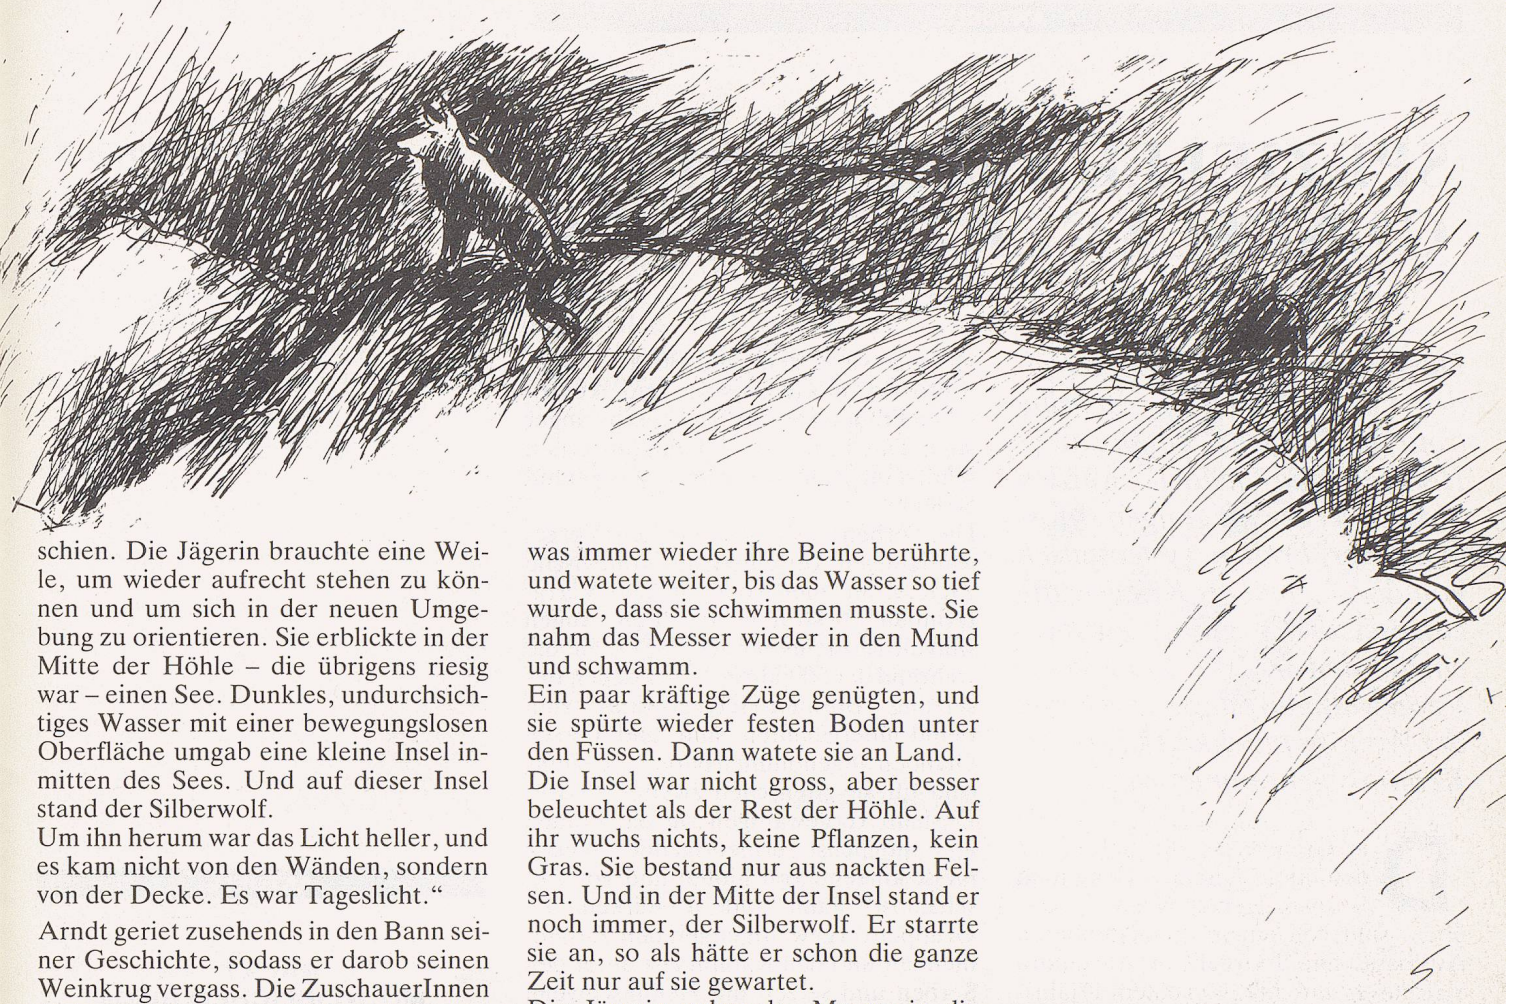 schien. Die Jägerin brauchte eine Wei-
le, um wieder aufrecht stehen zu kön-
nen und um sich in der neuen Umge-
bung zu orientieren. Sie erblickte in der
Mitte der Höhle – die übrigens riesig
war – einen See. Dunkles, undurchsich-
tiges Wasser mit einer bewegungslosen
Oberfläche umgab eine kleine Insel in-
mitten des Sees. Und auf dieser Insel
stand der Silberwolf.
Um ihn herum war das Licht heller, und
es kam nicht von den Wänden, sondern
von der Decke. Es war Tageslicht.“
Arndt geriet zusehends in den Bann sei-
ner Geschichte, sodass er darob seinen
Weinkrug vergass. Die ZuschauerInnen
was immer wieder ihre Beine berührte,
und watete weiter, bis das Wasser so tief
wurde, dass sie schwimmen musste. Sie
nahm das Messer wieder in den Mund
und schwamm.
Ein paar kräftige Züge genügten, und
sie spürte wieder festen Boden unter
den Füssen. Dann watete sie an Land.
Die Insel war nicht gross, aber besser
beleuchtet als der Rest der Höhle. Auf
ihr wuchs nichts, keine Pflanzen, kein
Gras. Sie bestand nur aus nackten Fel-
sen. Und in der Mitte der Insel stand er
noch immer, der Silberwolf. Er starrte
sie an, so als hätte er schon die ganze
Zeit nur auf sie gewartet.